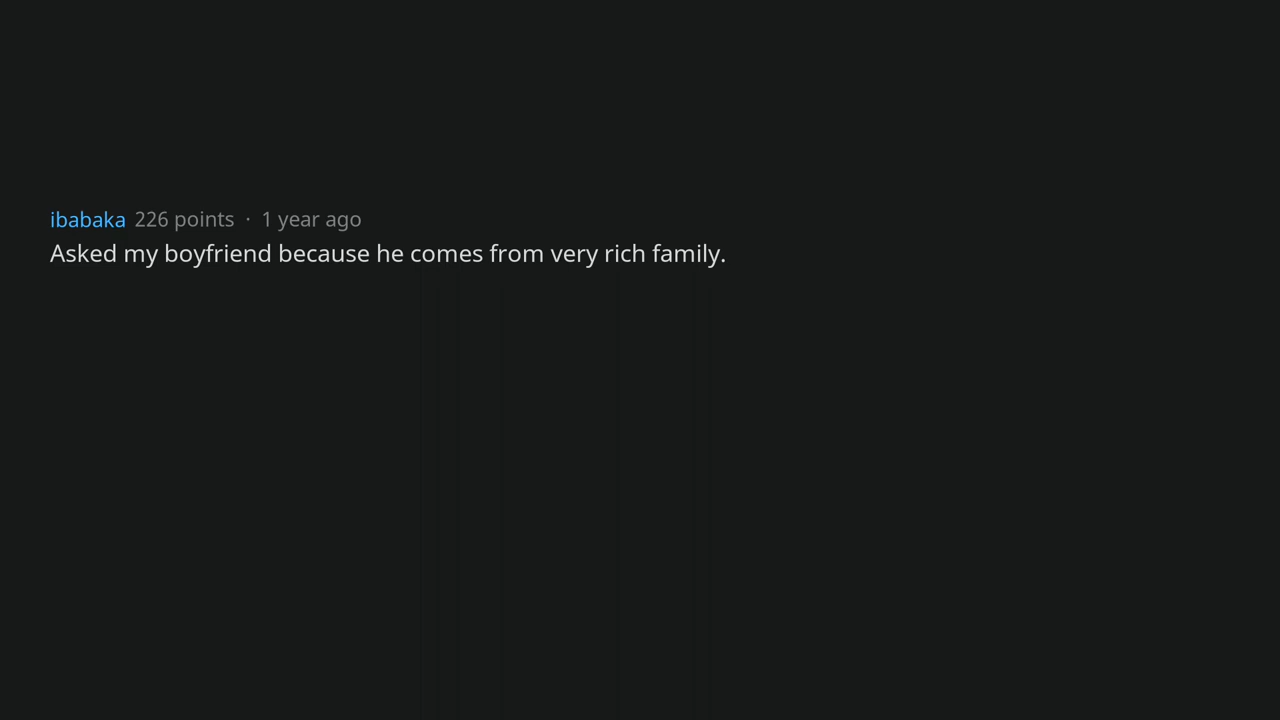 ibabaka 226 points · 1 year ago
Asked my boyfriend because he comes from very rich family.